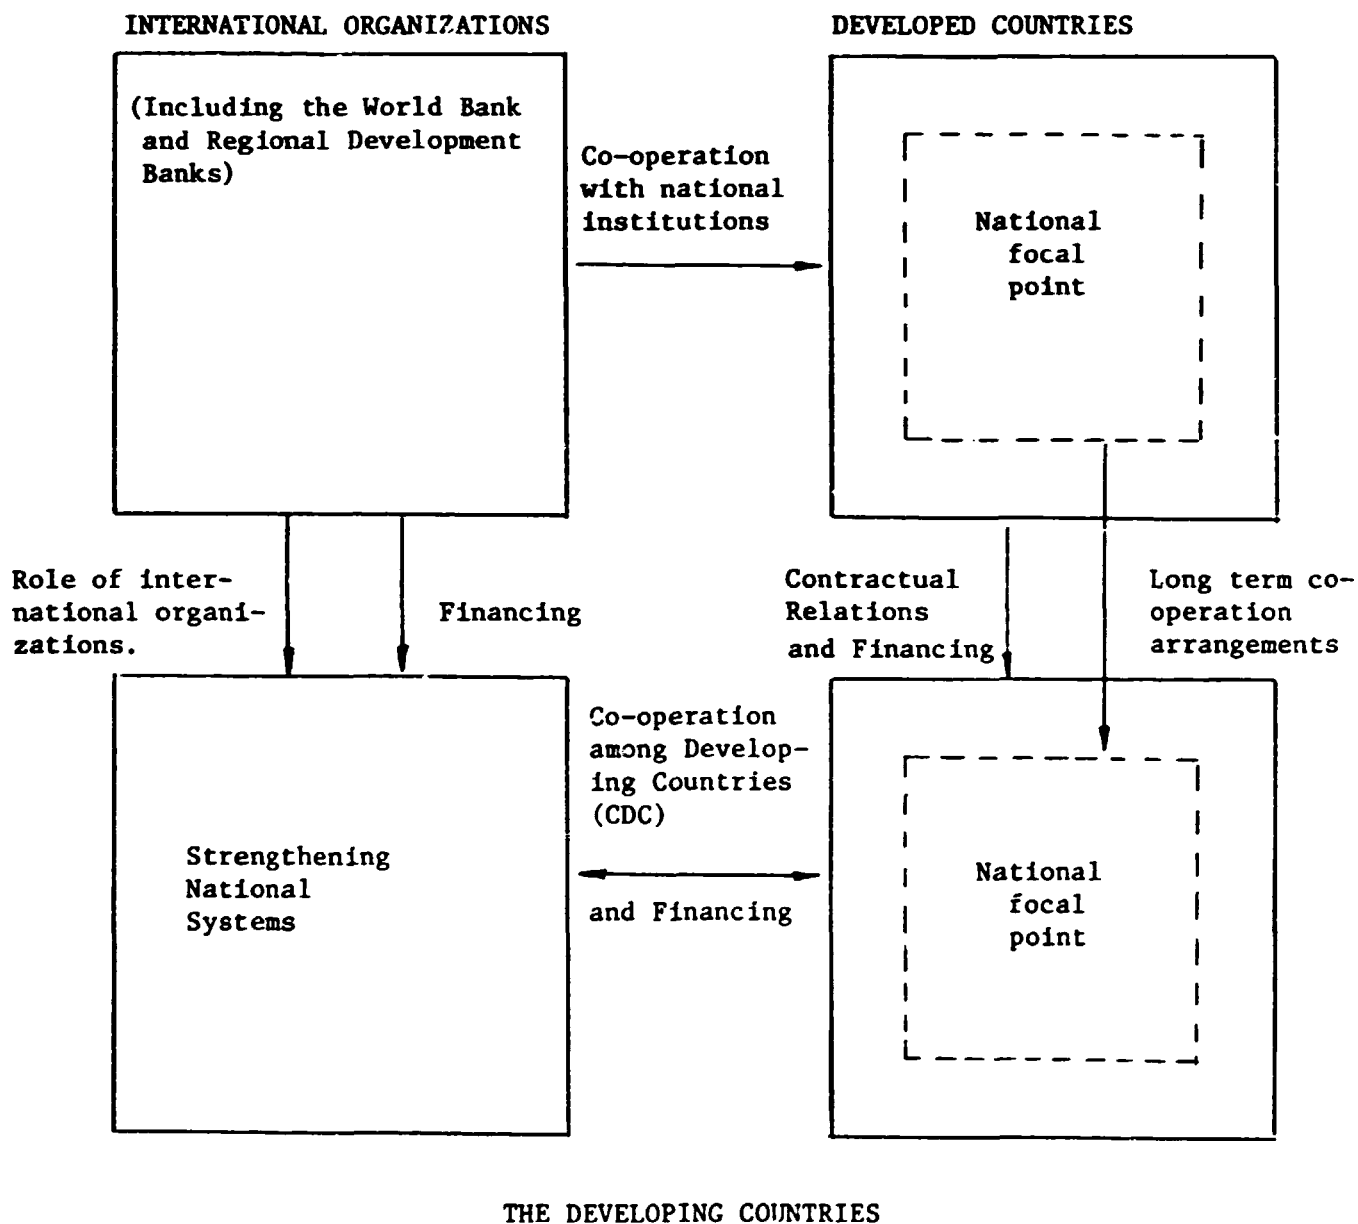 INTERNATIONAL ORGANIZATIONS
DEVELOPED COUNTRIES
(Including the World Bank
and Regional Development
Banks)
Co-operation
with national
institutions
National
focal
point
Role of inter-
national organi-
zations.
Financing
Contractual
Relations
and Financing
Long term co-
operation
arrangements
Co-operation
among Develop-
ing Countries
(CDC)
and Financing
Strengthening
National
Systems
National
focal
point
THE DEVELOPING COUNTRIES